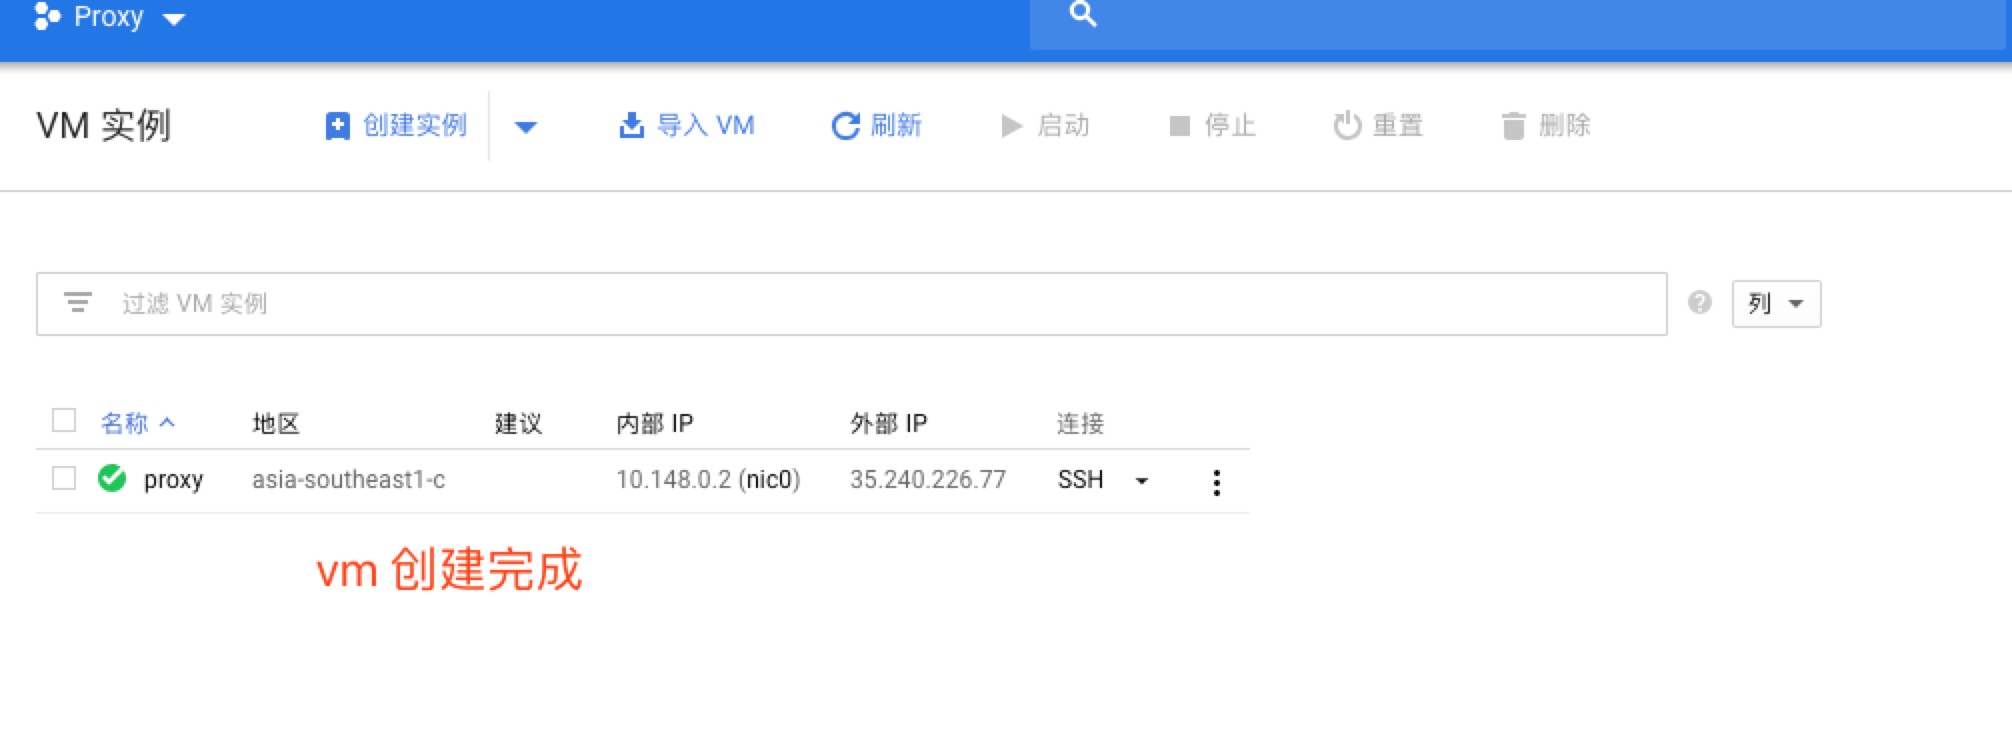 Proxy
VM 实例 创建实例 导入 VM 刷新 启动 停止 重置 删除
过滤 VM 实例 ? 列
名称 地区 建议 内部 IP 外部 IP 连接
proxy asia-southeast1-c 10.148.0.2 (nic0) 35.240.226.77 SSH
vm 创建完成